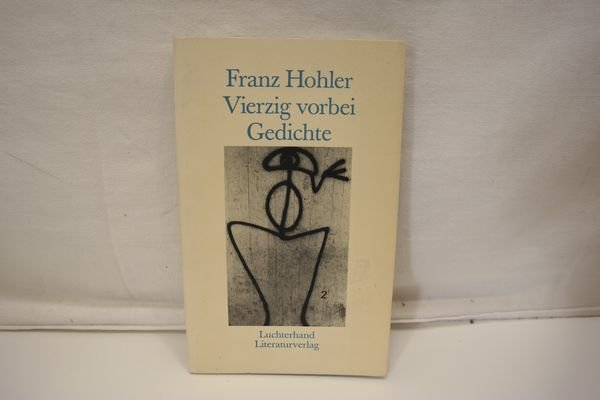 Franz Hohler
Vierzig vorbei
Gedichte
2
Luchterhand
Literaturverlag